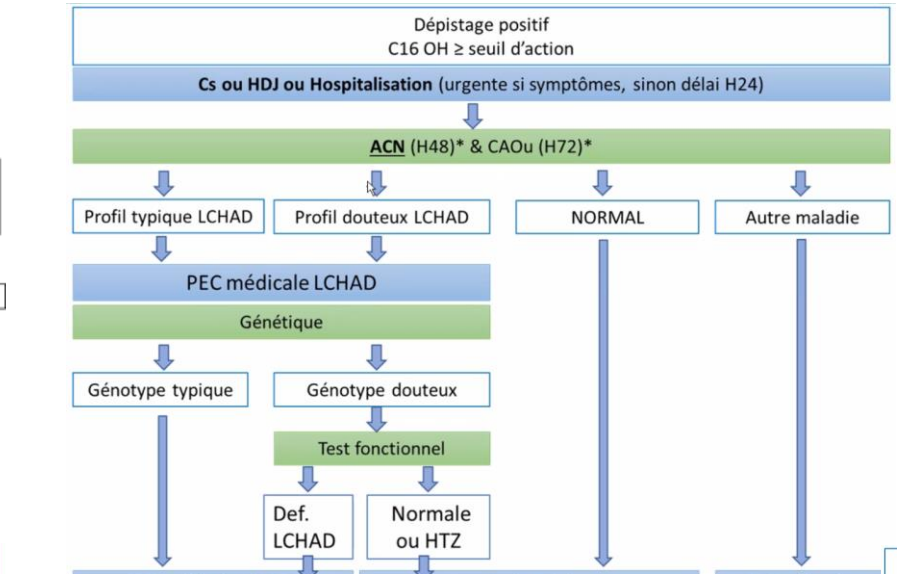 Dépistage positif
C16 OH ≥ seuil d'action
Cs ou HDJ ou Hospitalisation (urgente si symptômes, sinon délai H24)
ACN (H48)* & CAOu (H72)*
Profil typique LCHAD
Profil douteux LCHAD
NORMAL
Autre maladie
PEC médicale LCHAD
Génétique
Génotype typique
Génotype douteux
Test fonctionnel
Def.
LCHAD
Normale
ou HTZ